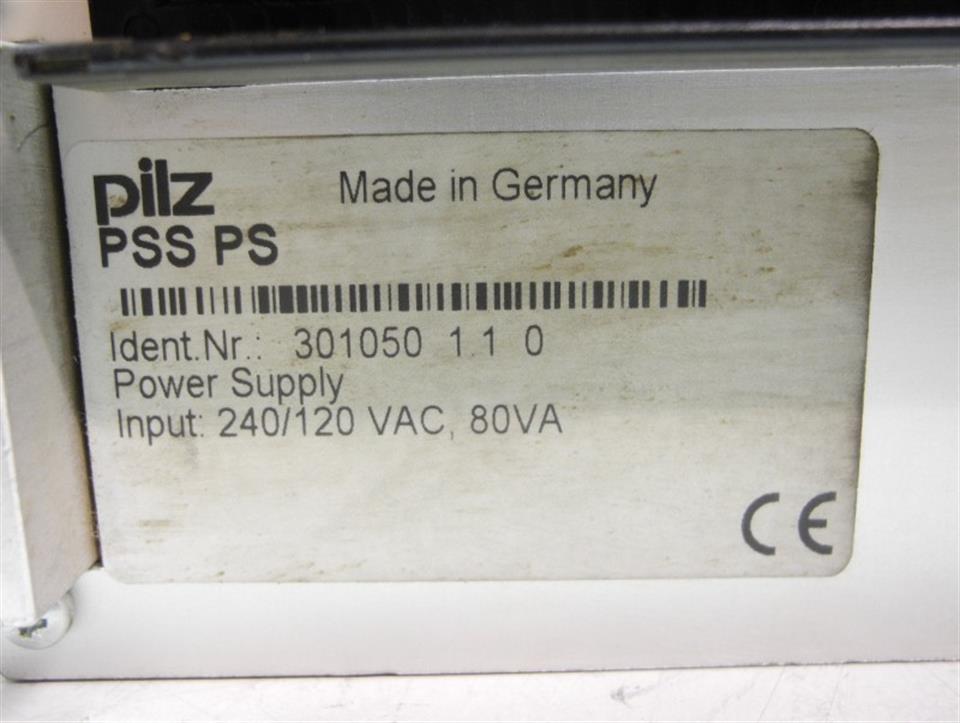 pilz
Made in Germany
PSS PS
Ident.Nr.: 301050 1.1 0
Power Supply
Input: 240/120 VAC, 80VA
CE